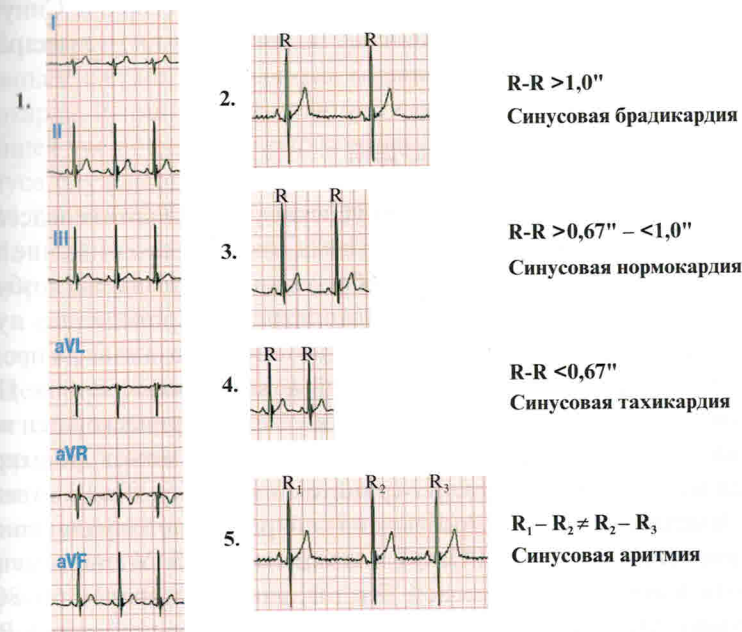 1.
I
II
III
aVL
aVR
aVF
2.
R R
R-R >1,0"
Синусовая брадикардия
3.
R R
R-R >0,67" – <1,0"
Синусовая нормокардия
4.
R R
R-R <0,67"
Синусовая тахикардия
5.
R₁ R₂ R₃
R₁ – R₂ ≠ R₂ – R₃
Синусовая аритмия